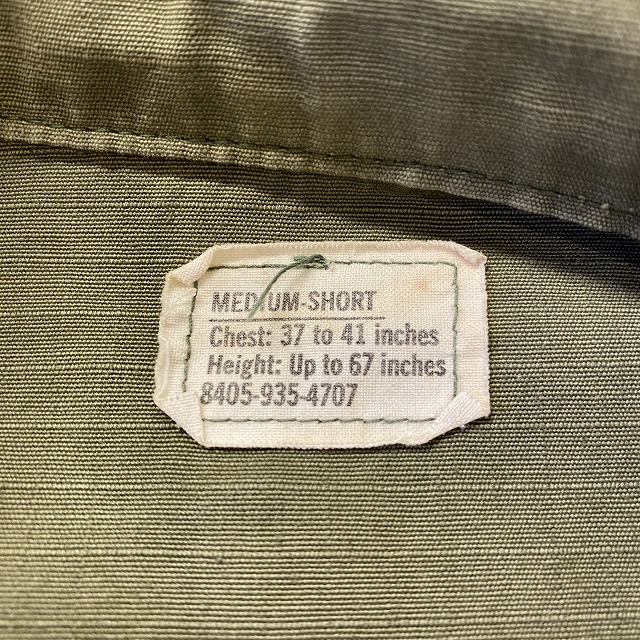 MEDIUM-SHORT
Chest: 37 to 41 inches
Height: Up to 67 inches
8405-935-4707